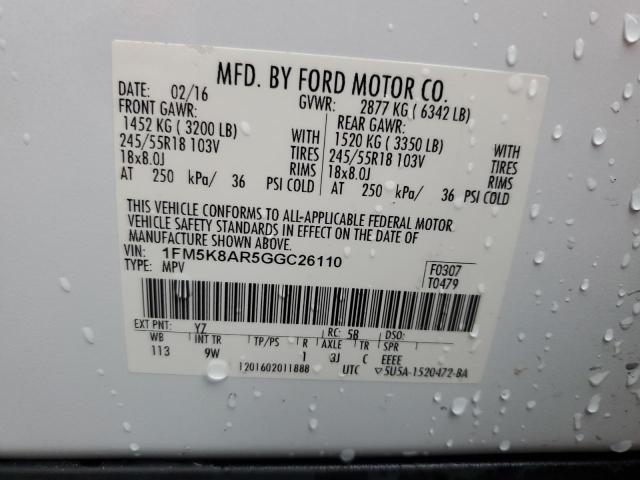 MFD. BY FORD MOTOR CO.
DATE: 02/16 GVWR: 2877 KG ( 6342 LB)
FRONT GAWR: REAR GAWR:
1452 KG ( 3200 LB) WITH 1520 KG ( 3350 LB) WITH
245/55R18 103V TIRES 245/55R18 103V TIRES
18x8.0J RIMS 18x8.0J RIMS
AT 250 kPa/ 36 PSI COLD AT 250 kPa/ 36 PSI COLD
THIS VEHICLE CONFORMS TO ALL-APPLICABLE FEDERAL MOTOR
VEHICLE SAFETY STANDARDS IN EFFECT ON THE DATE OF
MANUFACTURE SHOWN ABOVE.
VIN: 1FM5K8AR5GGC26110 F0307
TYPE: MPV T0479
EXT PNT: YZ RC: 5B DSO:
WB INT TR TP/PS R AXLE TR SPR
113 9W 1 3J C EEEE
1201602011888 UTC ▽5U5A-1520472-BA